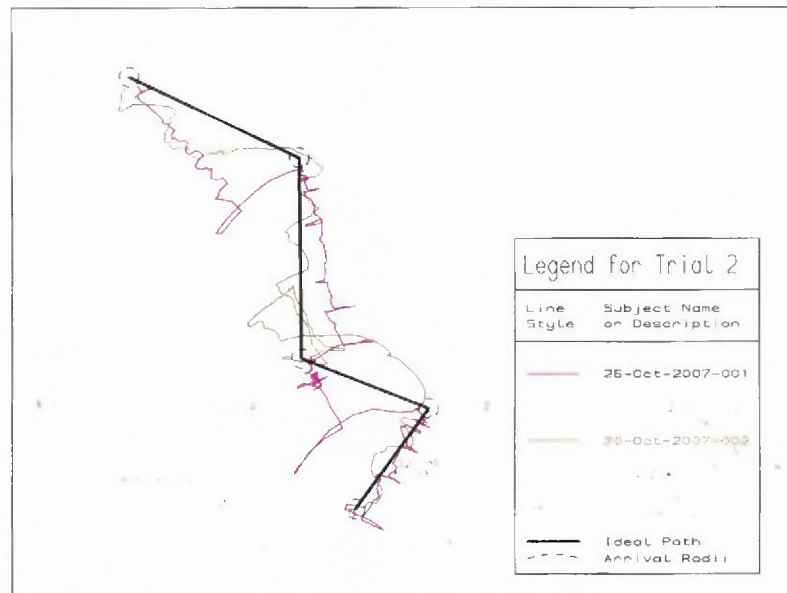 Legend for Trial 2
Line Style
Subject Name or Description
26-Oct-2007-001
30-Oct-2007-002
Ideal Path
Arrival Radii